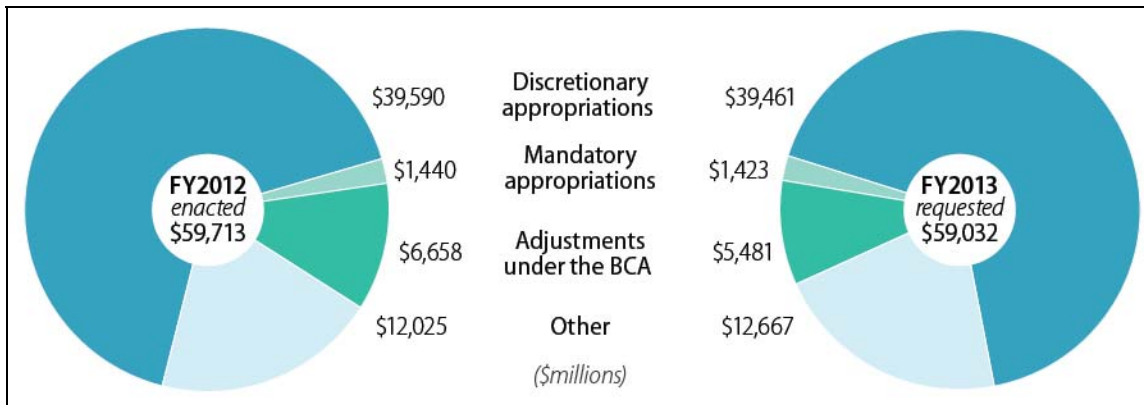 $39,590
Discretionary
appropriations
$39,461
$1,440
Mandatory
appropriations
$1,423
FY2012
enacted
$59,713
FY2013
requested
$59,032
$6,658
Adjustments
under the BCA
$5,481
$12,025
Other
$12,667
($millions)